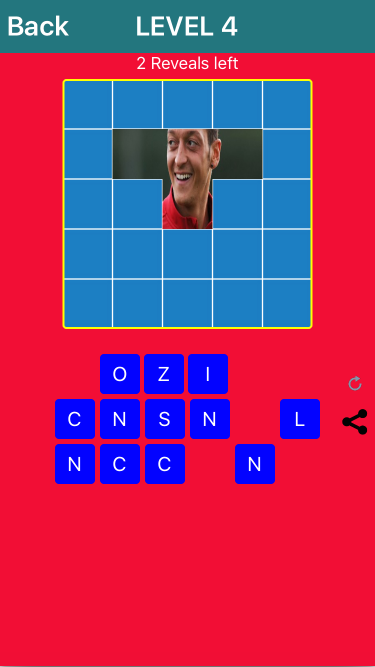 Back LEVEL 4
2 Reveals left
O Z I
C N S N L
N C C N